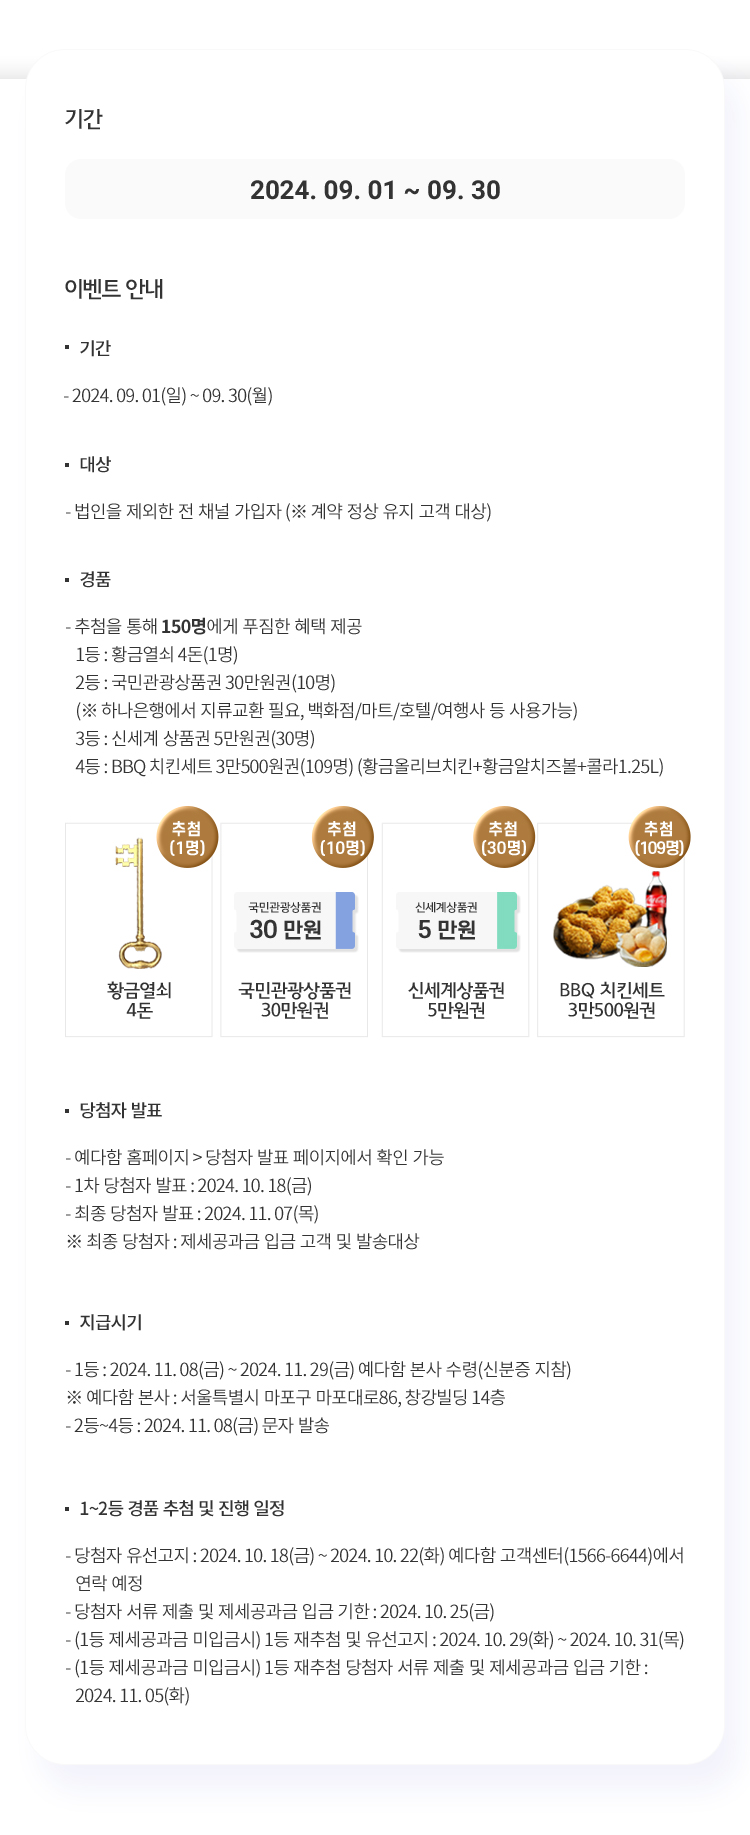 기간
2024. 09. 01 ~ 09. 30
이벤트 안내
기간
- 2024. 09. 01(일) ~ 09. 30(월)
대상
- 법인을 제외한 전 채널 가입자 (※ 계약 정상 유지 고객 대상)
경품
- 추첨을 통해 150명에게 푸짐한 혜택 제공
1등 : 황금열쇠 4돈(1명)
2등 : 국민관광상품권 30만원권(10명)
(※ 하나은행에서 지류교환 필요, 백화점/마트/호텔/여행사 등 사용가능)
3등 : 신세계 상품권 5만원권(30명)
4등 : BBQ 치킨세트 3만500원권(109명) (황금올리브치킨+황금알치즈볼+콜라1.25L)
추첨
(1명)
황금열쇠
4돈
추첨
(10명)
국민관광상품권
30 만원
국민관광상품권
30만원권
추첨
(30명)
신세계상품권
5 만원
신세계상품권
5만원권
추첨
(109명)
BBQ 치킨세트
3만500원권
당첨자 발표
- 예다함 홈페이지 > 당첨자 발표 페이지에서 확인 가능
- 1차 당첨자 발표 : 2024. 10. 18(금)
- 최종 당첨자 발표 : 2024. 11. 07(목)
※ 최종 당첨자 : 제세공과금 입금 고객 및 발송대상
지급시기
- 1등 : 2024. 11. 08(금) ~ 2024. 11. 29(금) 예다함 본사 수령(신분증 지참)
※ 예다함 본사 : 서울특별시 마포구 마포대로86, 창강빌딩 14층
- 2등~4등 : 2024. 11. 08(금) 문자 발송
1~2등 경품 추첨 및 진행 일정
- 당첨자 유선고지 : 2024. 10. 18(금) ~ 2024. 10. 22(화) 예다함 고객센터(1566-6644)에서
연락 예정
- 당첨자 서류 제출 및 제세공과금 입금 기한 : 2024. 10. 25(금)
- (1등 제세공과금 미입금시) 1등 재추첨 및 유선고지 : 2024. 10. 29(화) ~ 2024. 10. 31(목)
- (1등 제세공과금 미입금시) 1등 재추첨 당첨자 서류 제출 및 제세공과금 입금 기한 :
2024. 11. 05(화)